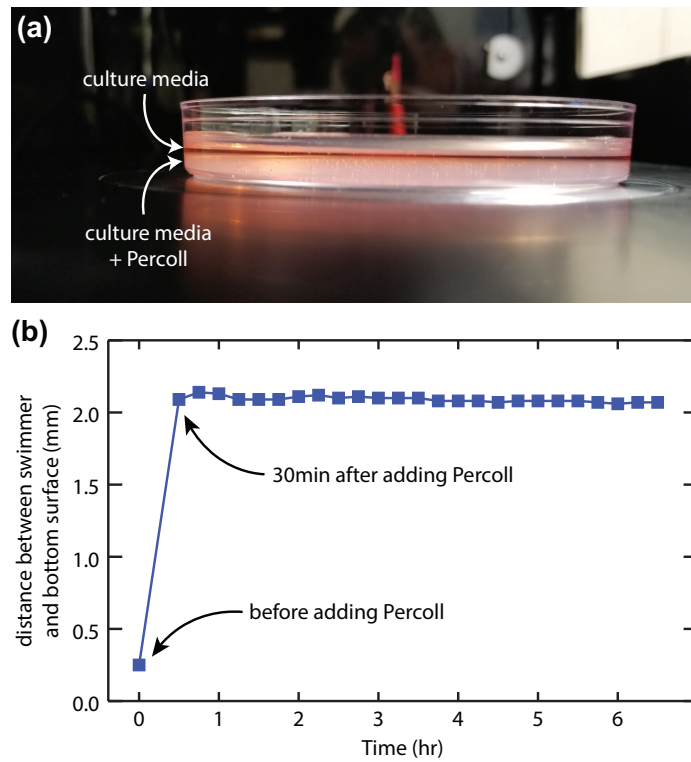 (a)
culture media
culture media
+ Percoll
(b)
2.5
2.0
1.5
1.0
0.5
0.0
distance between swimmer
and bottom surface (mm)
30min after adding Percoll
before adding Percoll
0 1 2 3 4 5 6
Time (hr)